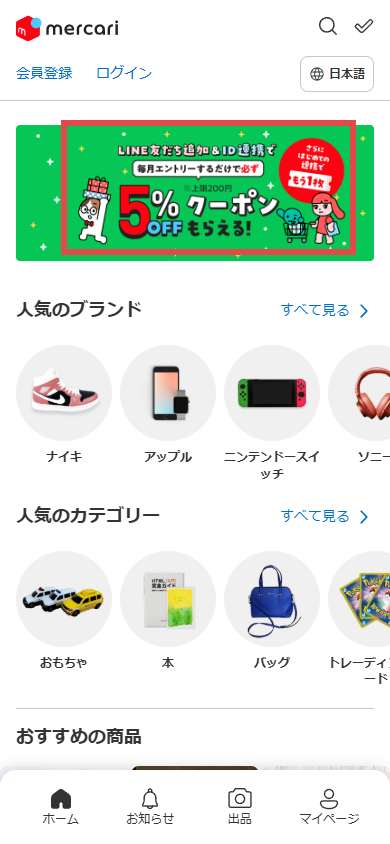 mercari
会員登録 ログイン 日本語
LINE友だち追加&ID連携で
毎月エントリーするだけで必ず
※上限200円
5%OFFクーポン
もらえる!
さらに
はじめての
連携で
もう1枚
人気のブランド すべて見る
ナイキ アップル ニンテンドースイッチ ソニー
人気のカテゴリー すべて見る
おもちゃ 本 バッグ トレーディ
ード
おすすめの商品
ホーム お知らせ 出品 マイページ